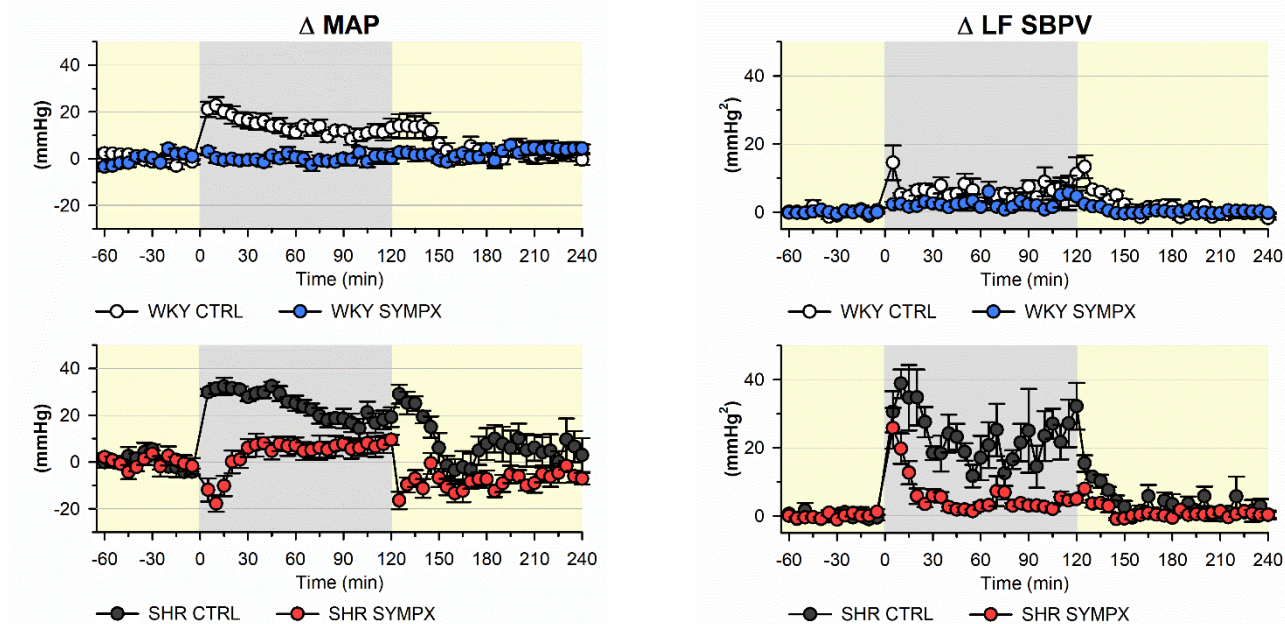 Δ MAP
40
20
0
-20
(mmHg)
-60 -30 0 30 60 90 120 150 180 210 240
Time (min)
WKY CTRL WKY SYMPX
40
20
0
-20
(mmHg)
-60 -30 0 30 60 90 120 150 180 210 240
Time (min)
SHR CTRL SHR SYMPX
Δ LF SBPV
40
20
0
(mmHg²)
-60 -30 0 30 60 90 120 150 180 210 240
Time (min)
WKY CTRL WKY SYMPX
40
20
0
(mmHg²)
-60 -30 0 30 60 90 120 150 180 210 240
Time (min)
SHR CTRL SHR SYMPX